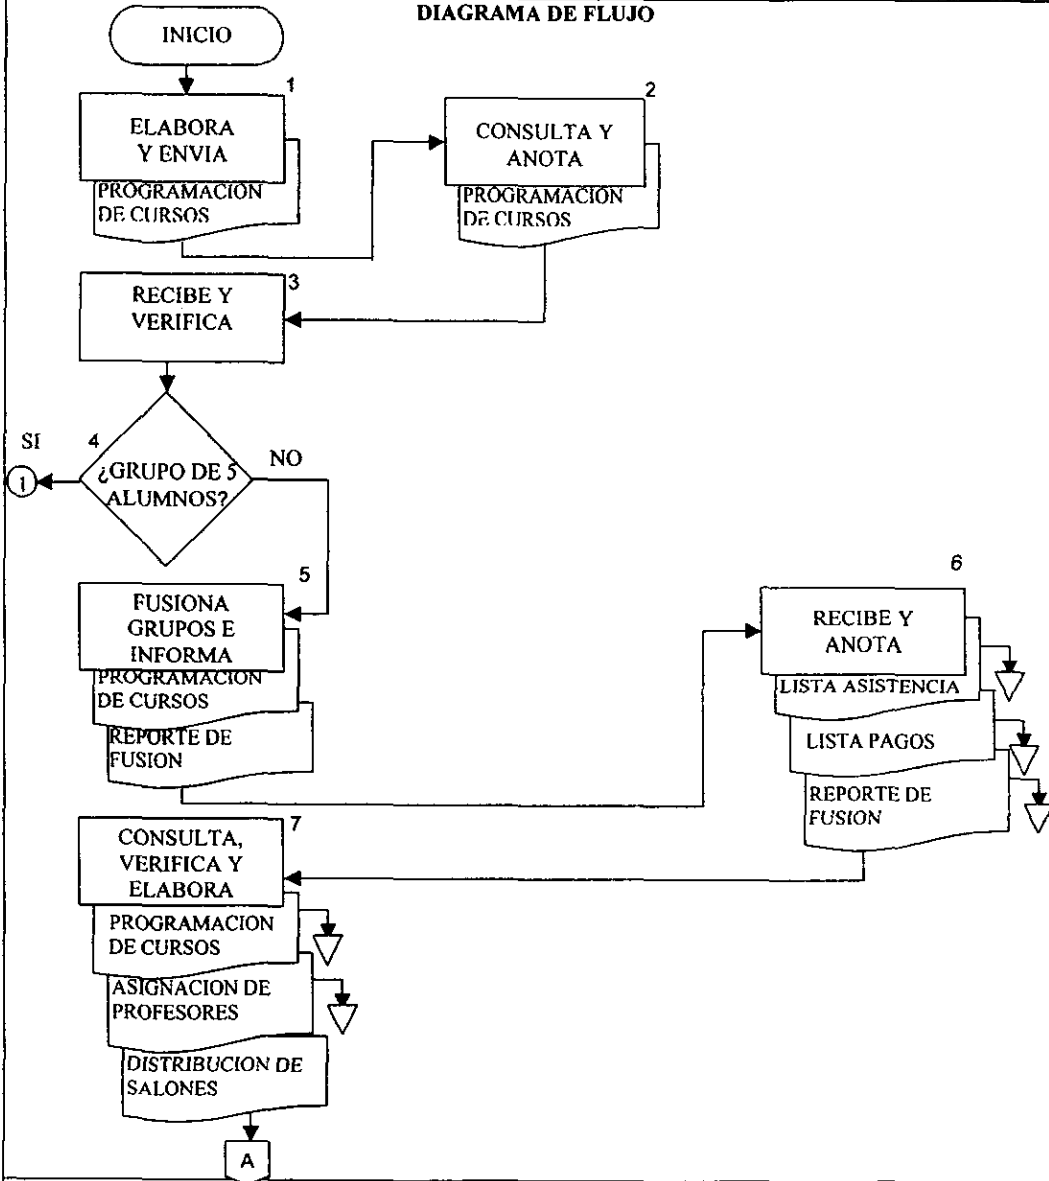 DIAGRAMA DE FLUJO
INICIO
1
ELABORA
Y ENVIA
PROGRAMACION
DE CURSOS
2
CONSULTA Y
ANOTA
PROGRAMACION
DE CURSOS
3
RECIBE Y
VERIFICA
SI
4
¿GRUPO DE 5
ALUMNOS?
NO
1
5
FUSIONA
GRUPOS E
INFORMA
PROGRAMACION
DE CURSOS
REPORTE DE
FUSION
6
RECIBE Y
ANOTA
LISTA ASISTENCIA
LISTA PAGOS
REPORTE DE
FUSION
7
CONSULTA,
VERIFICA Y
ELABORA
PROGRAMACION
DE CURSOS
ASIGNACION DE
PROFESORES
DISTRIBUCION DE
SALONES
A